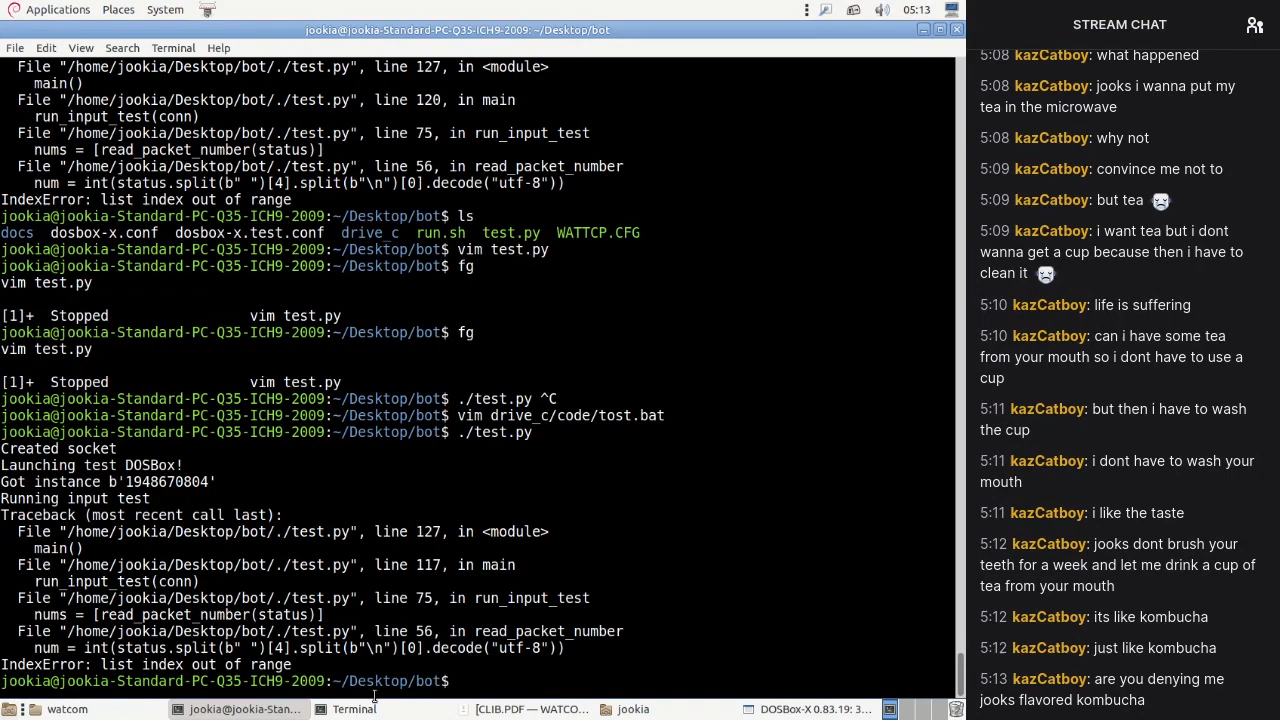 Applications Places System 05:13
jookia@jookia-Standard-PC-Q35-ICH9-2009: ~/Desktop/bot
File Edit View Search Terminal Help
  File "/home/jookia/Desktop/bot/./test.py", line 127, in <module>
    main()
  File "/home/jookia/Desktop/bot/./test.py", line 120, in main
    run_input_test(conn)
  File "/home/jookia/Desktop/bot/./test.py", line 75, in run_input_test
    nums = [read_packet_number(status)]
  File "/home/jookia/Desktop/bot/./test.py", line 56, in read_packet_number
    num = int(status.split(b" ")[4].split(b"\n")[0].decode("utf-8"))
IndexError: list index out of range
jookia@jookia-Standard-PC-Q35-ICH9-2009:~/Desktop/bot$ ls
docs  dosbox-x.conf  dosbox-x.test.conf  drive_c  run.sh  test.py  WATTCP.CFG
jookia@jookia-Standard-PC-Q35-ICH9-2009:~/Desktop/bot$ vim test.py
jookia@jookia-Standard-PC-Q35-ICH9-2009:~/Desktop/bot$ fg
vim test.py
[1]+  Stopped                 vim test.py
jookia@jookia-Standard-PC-Q35-ICH9-2009:~/Desktop/bot$ fg
vim test.py
[1]+  Stopped                 vim test.py
jookia@jookia-Standard-PC-Q35-ICH9-2009:~/Desktop/bot$ ./test.py ^C
jookia@jookia-Standard-PC-Q35-ICH9-2009:~/Desktop/bot$ vim drive_c/code/tost.bat
jookia@jookia-Standard-PC-Q35-ICH9-2009:~/Desktop/bot$ ./test.py
Created socket
Launching test DOSBox!
Got instance b'1948670804'
Running input test
Traceback (most recent call last):
  File "/home/jookia/Desktop/bot/./test.py", line 127, in <module>
    main()
  File "/home/jookia/Desktop/bot/./test.py", line 117, in main
    run_input_test(conn)
  File "/home/jookia/Desktop/bot/./test.py", line 75, in run_input_test
    nums = [read_packet_number(status)]
  File "/home/jookia/Desktop/bot/./test.py", line 56, in read_packet_number
    num = int(status.split(b" ")[4].split(b"\n")[0].decode("utf-8"))
IndexError: list index out of range
jookia@jookia-Standard-PC-Q35-ICH9-2009:~/Desktop/bot$
watcom jookia@jookia-Stan... Terminal [CLIB.PDF — WATCO... jookia DOSBox-X 0.83.19: 3...
STREAM CHAT
5:08 kazCatboy: what happened
5:08 kazCatboy: jooks i wanna put my
tea in the microwave
5:08 kazCatboy: why not
5:09 kazCatboy: convince me not to
5:09 kazCatboy: but tea
5:09 kazCatboy: i want tea but i dont
wanna get a cup because then i have to
clean it
5:10 kazCatboy: life is suffering
5:10 kazCatboy: can i have some tea
from your mouth so i dont have to use a
cup
5:11 kazCatboy: but then i have to wash
the cup
5:11 kazCatboy: i dont have to wash your
mouth
5:11 kazCatboy: i like the taste
5:12 kazCatboy: jooks dont brush your
teeth for a week and let me drink a cup of
tea from your mouth
5:12 kazCatboy: its like kombucha
5:12 kazCatboy: just like kombucha
5:13 kazCatboy: are you denying me
jooks flavored kombucha